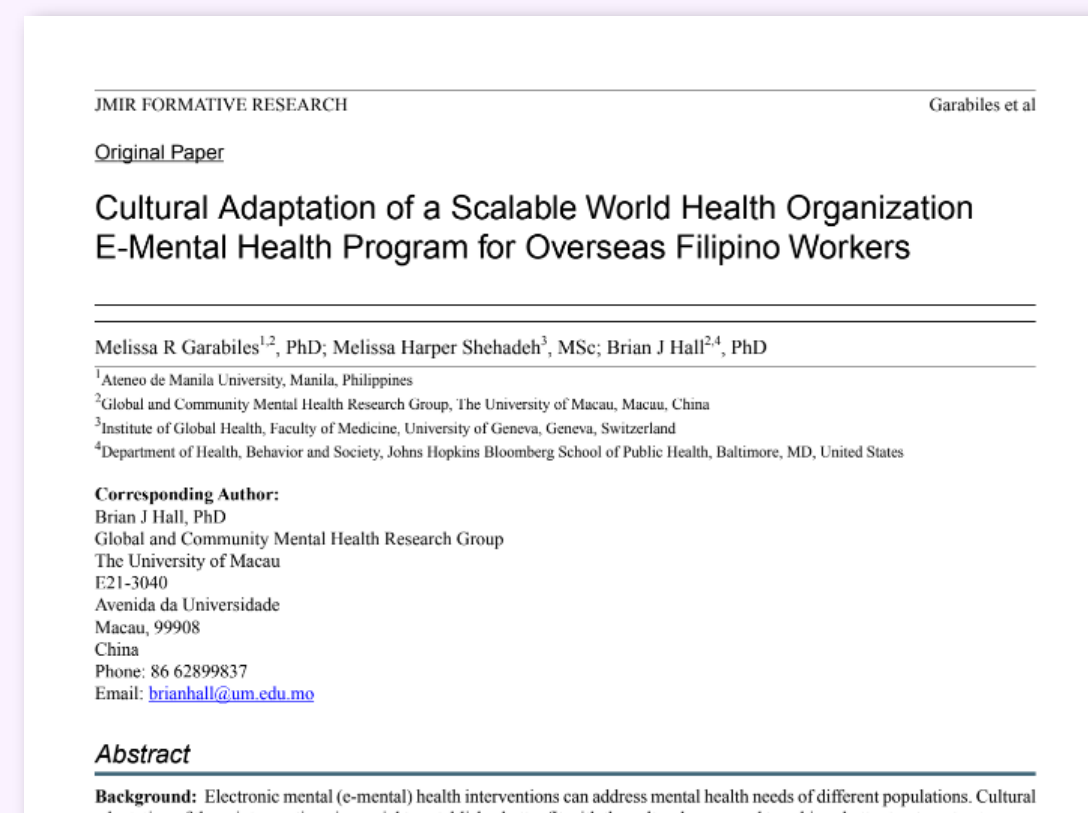 JMIR FORMATIVE RESEARCH Garabiles et al
Original Paper
Cultural Adaptation of a Scalable World Health Organization
E-Mental Health Program for Overseas Filipino Workers
Melissa R Garabiles1,2, PhD; Melissa Harper Shehadeh3, MSc; Brian J Hall2,4, PhD
1Ateneo de Manila University, Manila, Philippines
2Global and Community Mental Health Research Group, The University of Macau, Macau, China
3Institute of Global Health, Faculty of Medicine, University of Geneva, Geneva, Switzerland
4Department of Health, Behavior and Society, Johns Hopkins Bloomberg School of Public Health, Baltimore, MD, United States
Corresponding Author:
Brian J Hall, PhD
Global and Community Mental Health Research Group
The University of Macau
E21-3040
Avenida da Universidade
Macau, 99908
China
Phone: 86 62899837
Email: brianhall@um.edu.mo
Abstract
Background: Electronic mental (e-mental) health interventions can address mental health needs of different populations. Cultural